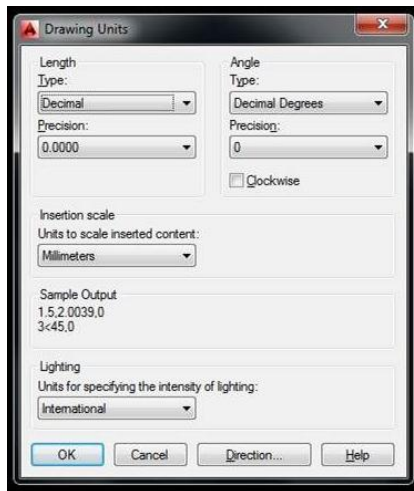 Drawing Units
Length
Type:
Decimal
Precision:
0.0000
Angle
Type:
Decimal Degrees
Precision:
0
Clockwise
Insertion scale
Units to scale inserted content:
Millimeters
Sample Output
1.5,2.0039,0
3<45,0
Lighting
Units for specifying the intensity of lighting:
International
OK Cancel Direction... Help